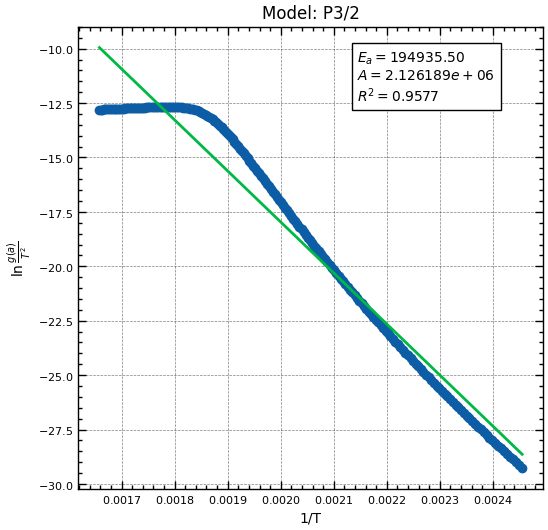 Model: P3/2
E_a = 194935.50
A = 2.126189e + 06
R^2 = 0.9577
ln g(a)/T^2
−10.0
−12.5
−15.0
−17.5
−20.0
−22.5
−25.0
−27.5
−30.0
0.0017 0.0018 0.0019 0.0020 0.0021 0.0022 0.0023 0.0024
1/T